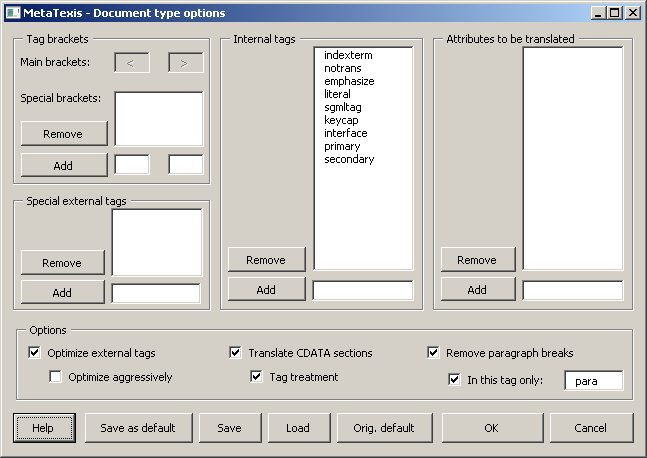 MetaTexis - Document type options
Tag brackets
Main brackets:
<
>
Special brackets:
Remove
Add
Special external tags
Remove
Add
Internal tags
indexterm
notrans
emphasize
literal
sgmltag
keycap
interface
primary
secondary
Remove
Add
Attributes to be translated
Remove
Add
Options
Optimize external tags
Translate CDATA sections
Remove paragraph breaks
Optimize aggressively
Tag treatment
In this tag only:
para
Help
Save as default
Save
Load
Orig. default
OK
Cancel